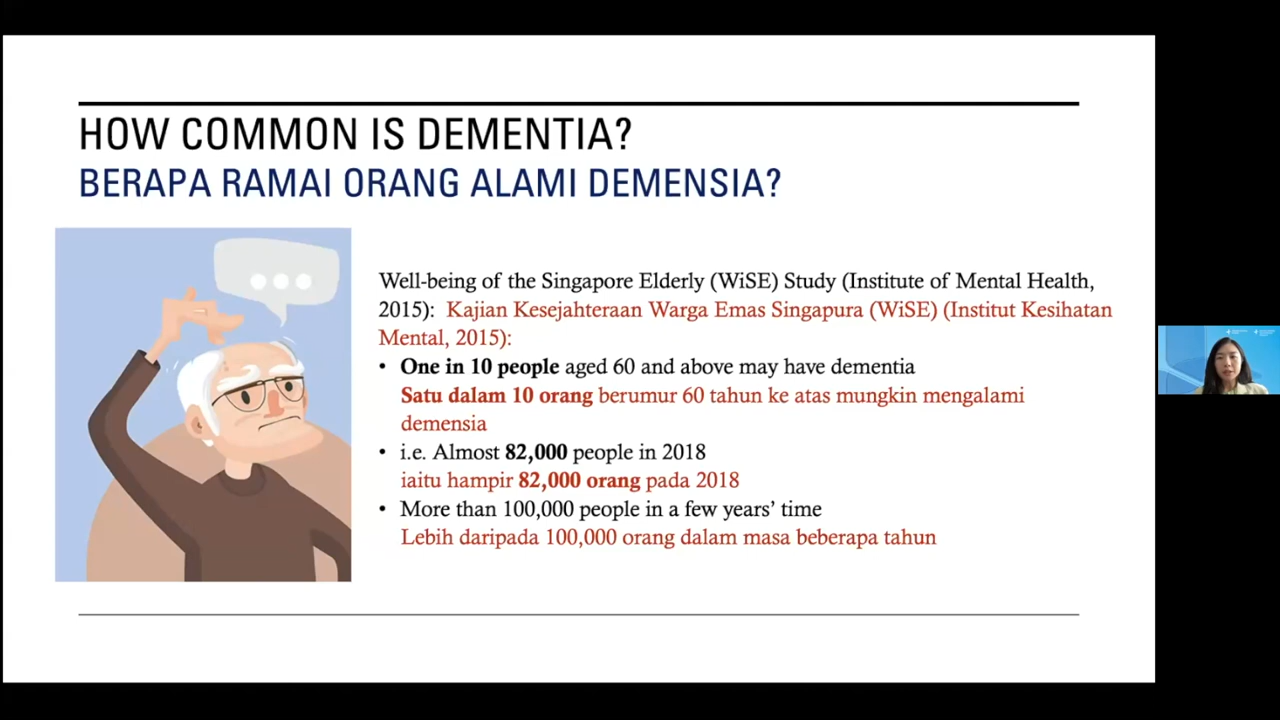 HOW COMMON IS DEMENTIA?
BERAPA RAMAI ORANG ALAMI DEMENSIA?
Well-being of the Singapore Elderly (WiSE) Study (Institute of Mental Health,
2015): Kajian Kesejahteraan Warga Emas Singapura (WiSE) (Institut Kesihatan
Mental, 2015):
• One in 10 people aged 60 and above may have dementia
Satu dalam 10 orang berumur 60 tahun ke atas mungkin mengalami
demensia
• i.e. Almost 82,000 people in 2018
iaitu hampir 82,000 orang pada 2018
• More than 100,000 people in a few years’ time
Lebih daripada 100,000 orang dalam masa beberapa tahun